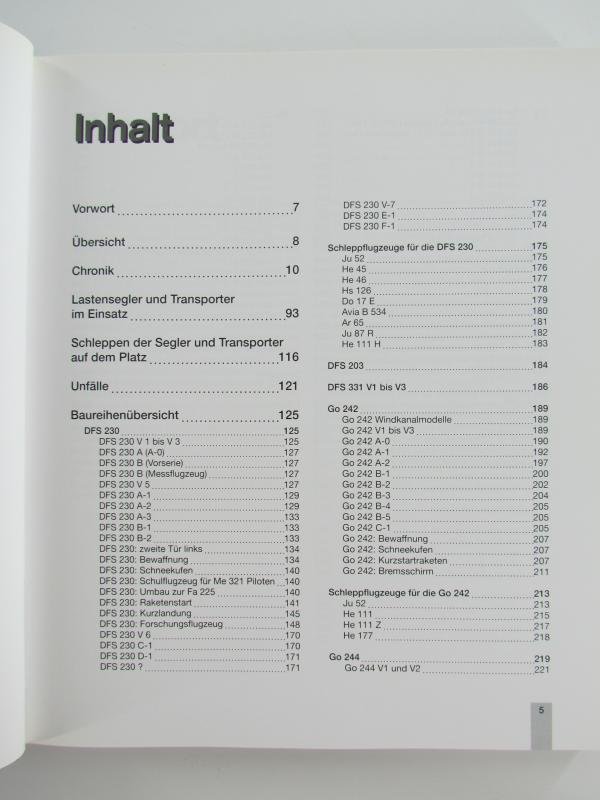 Inhalt
Vorwort 7
Übersicht 8
Chronik 10
Lastensegler und Transporter
im Einsatz 93
Schleppen der Segler und Transporter
auf dem Platz 116
Unfälle 121
Baureihenübersicht 125
DFS 230 125
DFS 230 V 1 bis V 3 125
DFS 230 A (A-0) 127
DFS 230 B (Vorserie) 127
DFS 230 B (Messflugzeug) 127
DFS 230 V 5 127
DFS 230 A-1 129
DFS 230 A-2 129
DFS 230 A-3 133
DFS 230 B-1 133
DFS 230 B-2 133
DFS 230: zweite Tür links 134
DFS 230: Bewaffnung 134
DFS 230: Schneekufen 140
DFS 230: Schulflugzeug für Me 321 Piloten 140
DFS 230: Umbau zur Fa 225 140
DFS 230: Raketenstart 141
DFS 230: Kurzlandung 145
DFS 230: Forschungsflugzeug 148
DFS 230 V 6 170
DFS 230 C-1 170
DFS 230 D-1 171
DFS 230 ? 171
DFS 230 V-7 172
DFS 230 E-1 174
DFS 230 F-1 174
Schleppflugzeuge für die DFS 230 175
Ju 52 175
He 45 176
He 46 177
Hs 126 178
Do 17 E 179
Avia B 534 180
Ar 65 181
Ju 87 R 182
He 111 H 183
DFS 203 184
DFS 331 V1 bis V3 186
Go 242 189
Go 242 Windkanalmodelle 189
Go 242 V1 bis V3 189
Go 242 A-0 190
Go 242 A-1 192
Go 242 A-2 197
Go 242 B-1 200
Go 242 B-2 202
Go 242 B-3 204
Go 242 B-4 205
Go 242 B-5 205
Go 242 C-1 205
Go 242: Bewaffnung 207
Go 242: Schneekufen 207
Go 242: Kurzstartraketen 207
Go 242: Bremsschirm 211
Schleppflugzeuge für die Go 242 213
Ju 52 213
He 111 215
He 111 Z 217
He 177 218
Go 244 219
Go 244 V1 und V2 221
5